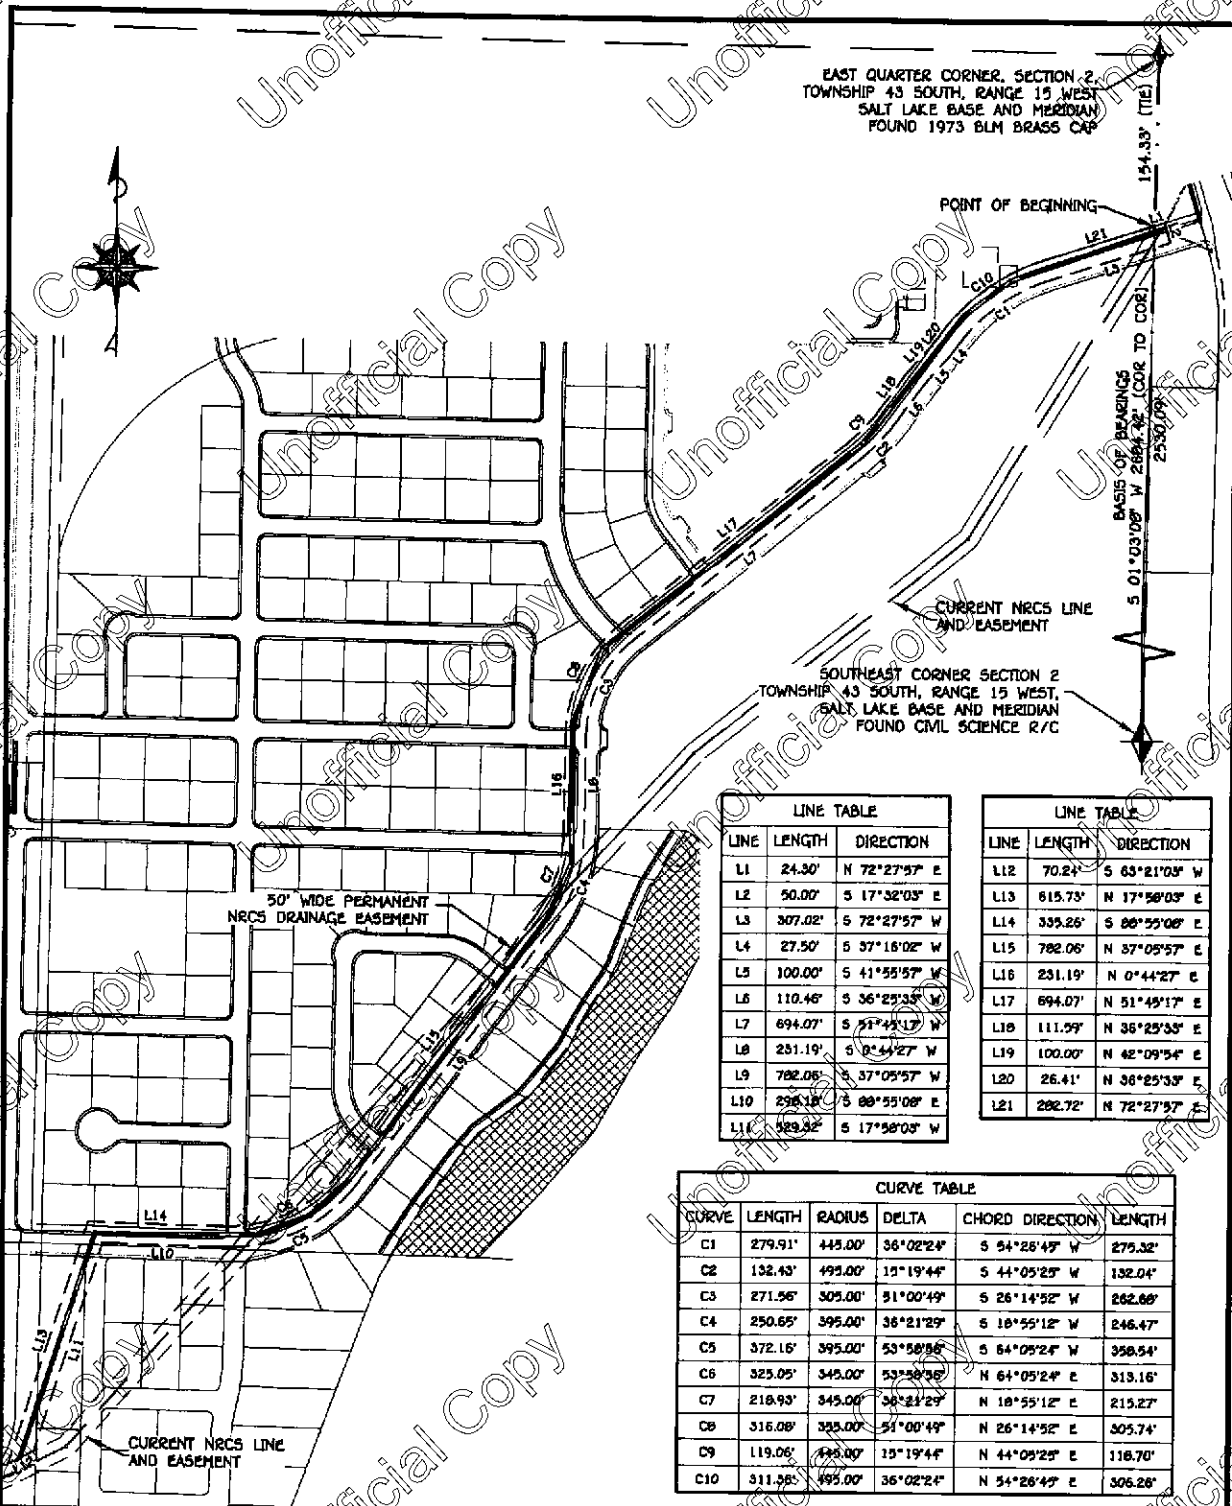 EAST QUARTER CORNER, SECTION 2,
TOWNSHIP 43 SOUTH, RANGE 15 WEST
SALT LAKE BASE AND MERIDIAN
FOUND 1973 BLM BRASS CAP
154.33' (TIE)
POINT OF BEGINNING
L1
L2
L21
L3
C10
C1
L20
L19
L4
L5
L18
L6
C9
C2
L17
L7
BASIS OF BEARINGS
S 01°03'08" W 2684.42' (COR TO COR)
2530.09'
CURRENT NRCS LINE
AND EASEMENT
SOUTHEAST CORNER SECTION 2
TOWNSHIP 43 SOUTH, RANGE 15 WEST,
SALT LAKE BASE AND MERIDIAN
FOUND CIVIL SCIENCE R/C
C8
C3
L16
L8
C7
C4
50' WIDE PERMANENT
NRCS DRAINAGE EASEMENT
L15
L9
C6
C5
L14
L10
L13
L11
L12
CURRENT NRCS LINE
AND EASEMENT
LINE TABLE
LINE LENGTH DIRECTION
L1 24.30' N 72°27'57" E
L2 50.00' S 17°32'03" E
L3 307.02' S 72°27'57" W
L4 27.50' S 37°16'02" W
L5 100.00' S 41°55'57" W
L6 110.46' S 36°25'33" W
L7 694.07' S 51°45'17" W
L8 231.19' S 0°44'27" W
L9 782.06' S 37°05'57" W
L10 298.18' S 88°55'08" E
L11 529.32' S 17°58'03" W
LINE TABLE
LINE LENGTH DIRECTION
L12 70.24' S 63°21'03" W
L13 615.73' N 17°58'03" E
L14 335.26' S 88°55'08" E
L15 782.06' N 37°05'57" E
L16 231.19' N 0°44'27" E
L17 694.07' N 51°45'17" E
L18 111.59' N 36°25'33" E
L19 100.00' N 42°09'54" E
L20 26.41' N 36°25'33" E
L21 282.72' N 72°27'57" E
CURVE TABLE
CURVE LENGTH RADIUS DELTA CHORD DIRECTION LENGTH
C1 279.91' 445.00' 36°02'24" S 54°26'45" W 275.32'
C2 132.43' 495.00' 15°19'44" S 44°05'25" W 132.04'
C3 271.56' 305.00' 51°00'49" S 26°14'52" W 262.68'
C4 250.65' 395.00' 36°21'29" S 18°55'12" W 246.47'
C5 372.16' 395.00' 53°58'56" S 64°05'24" W 358.54'
C6 325.05' 345.00' 53°58'56" N 64°05'24" E 313.16'
C7 218.93' 345.00' 36°21'29" N 18°55'12" E 215.27'
C8 316.08' 355.00' 51°00'49" N 26°14'52" E 305.74'
C9 119.06' 445.00' 15°19'44" N 44°05'25" E 118.70'
C10 311.36' 495.00' 36°02'24" N 54°26'45" E 306.26'
Unofficial Copy